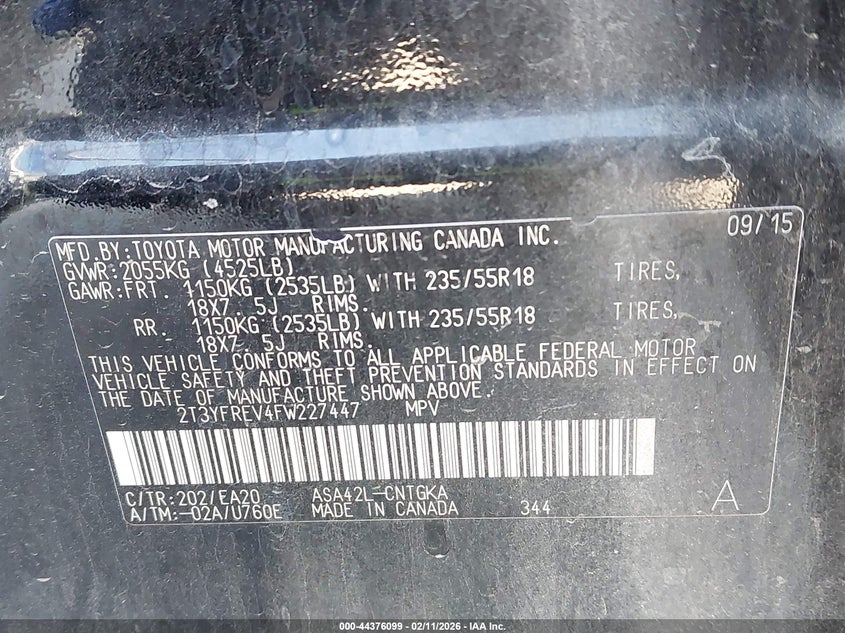 09/15
MFD.BY:TOYOTA MOTOR MANUFACTURING CANADA INC.
GVWR:2055KG (4525LB)
GAWR:FRT. 1150KG (2535LB) WITH 235/55R18 TIRES,
18X7. 5J RIMS.
RR. 1150KG (2535LB) WITH 235/55R18 TIRES,
18X7. 5J RIMS.
THIS VEHICLE CONFORMS TO ALL APPLICABLE FEDERAL MOTOR
VEHICLE SAFETY AND THEFT PREVENTION STANDARDS IN EFFECT ON
THE DATE OF MANUFACTURE SHOWN ABOVE.
2T3YFREV4FW227447 MPV
C/TR:202/EA20 ASA42L-CNTGKA
A/TM:-02A/U760E MADE IN CANADA 344 A
000-44376099 - 02/11/2026 - IAA Inc.